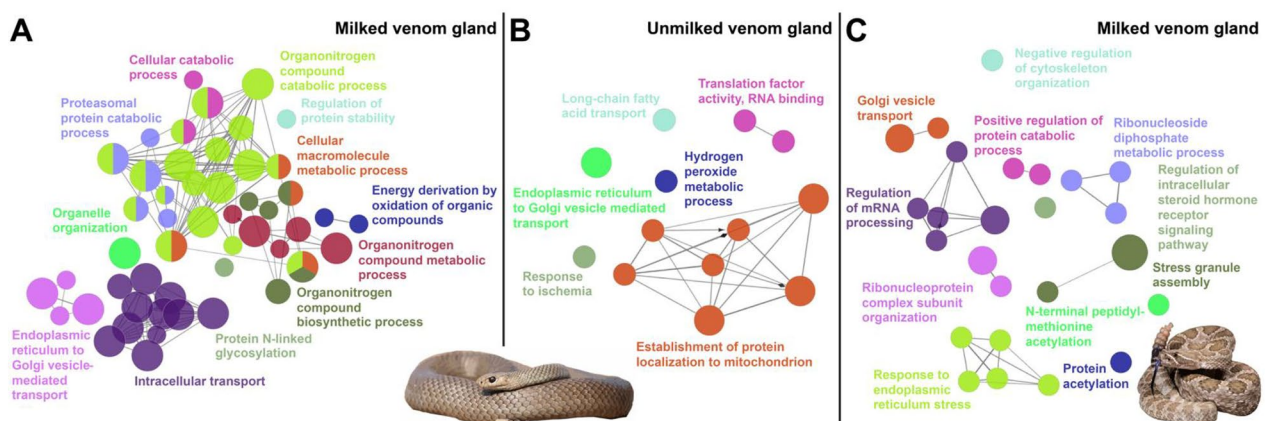 A
Milked venom gland
Cellular catabolic
process
Organonitrogen
compound
catabolic process
Proteasomal
protein catabolic
process
Regulation of
protein stability
Cellular
macromolecule
metabolic process
Energy derivation by
oxidation of organic
compounds
Organelle
organization
Organonitrogen
compound metabolic
process
Organonitrogen
compound
biosynthetic process
Protein N-linked
glycosylation
Endoplasmic
reticulum to
Golgi vesicle-
mediated
transport
Intracellular transport
B
Unmilked venom gland
Translation factor
activity, RNA binding
Long-chain fatty
acid transport
Hydrogen
peroxide
metabolic
process
Endoplasmic reticulum
to Golgi vesicle mediated
transport
Response
to ischemia
Establishment of protein
localization to mitochondrion
C
Milked venom gland
Negative regulation
of cytoskeleton
organization
Golgi vesicle
transport
Positive regulation of
protein catabolic
process
Ribonucleoside
diphosphate
metabolic process
Regulation
of mRNA
processing
Regulation of
intracellular
steroid hormone
receptor
signaling
pathway
Stress granule
assembly
Ribonucleoprotein
complex subunit
organization
N-terminal peptidyl-
methionine
acetylation
Protein
acetylation
Response to
endoplasmic
reticulum stress